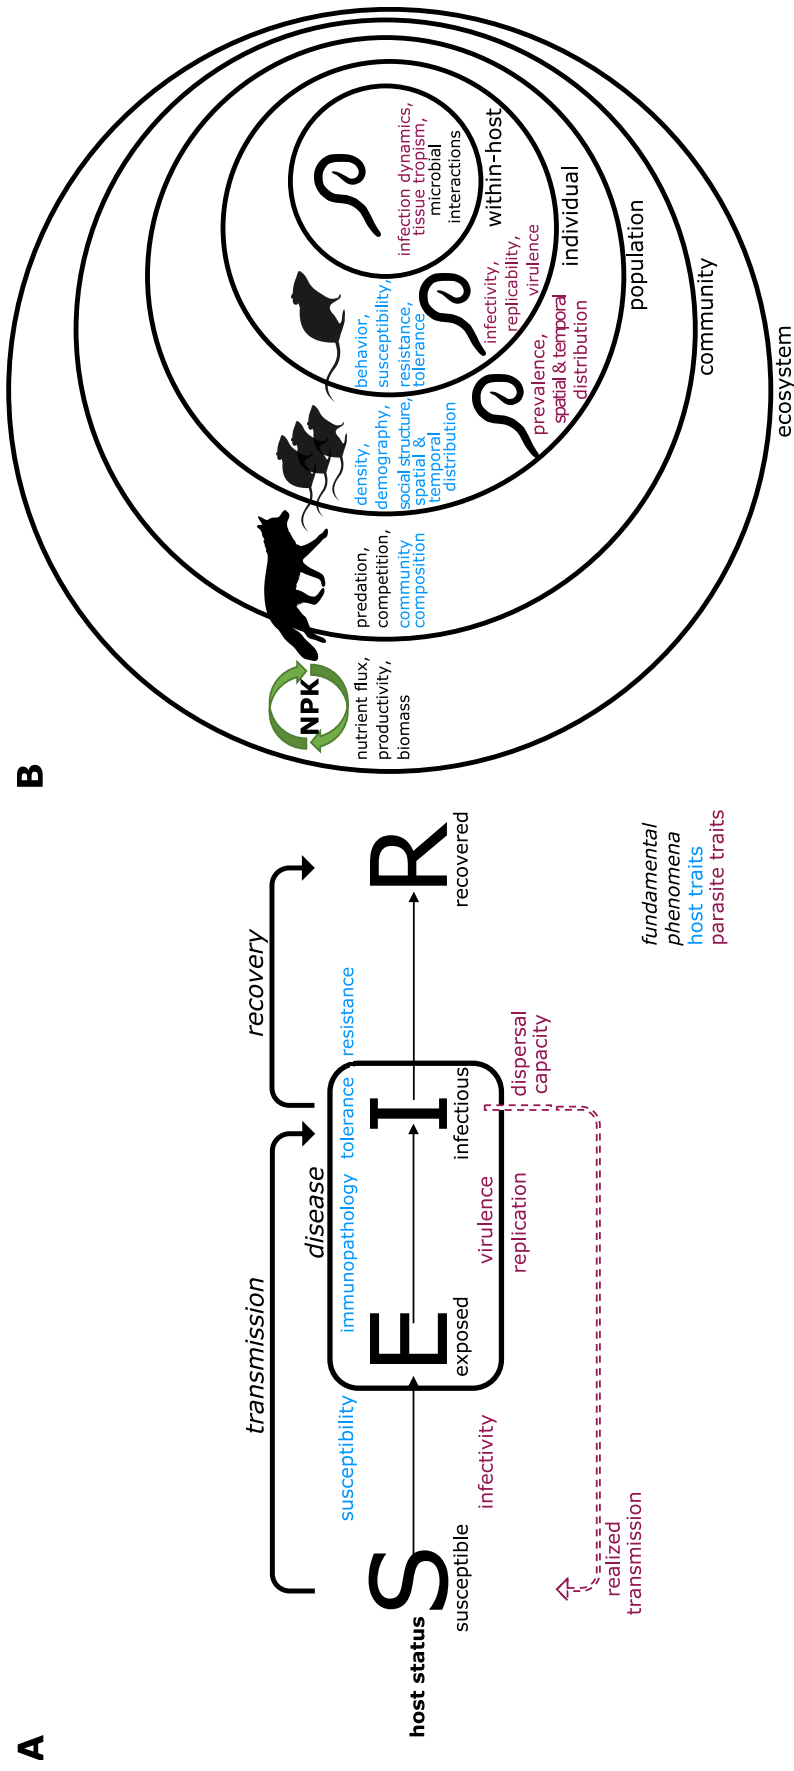 A
transmission
recovery
disease
susceptibility
immunopathology
tolerance
resistance
host status
S
E
I
R
susceptible
exposed
infectious
recovered
infectivity
virulence
replication
dispersal
capacity
realized
transmission
fundamental
phenomena
host traits
parasite traits
B
NPK
nutrient flux,
productivity,
biomass
predation,
competition,
community
composition
density,
demography,
social structure,
spatial &
temporal
distribution
behavior,
susceptibility,
resistance,
tolerance
infection dynamics,
tissue tropism,
microbial
interactions
within-host
infectivity,
replicability,
virulence
individual
prevalence,
spatial & temporal
distribution
population
community
ecosystem